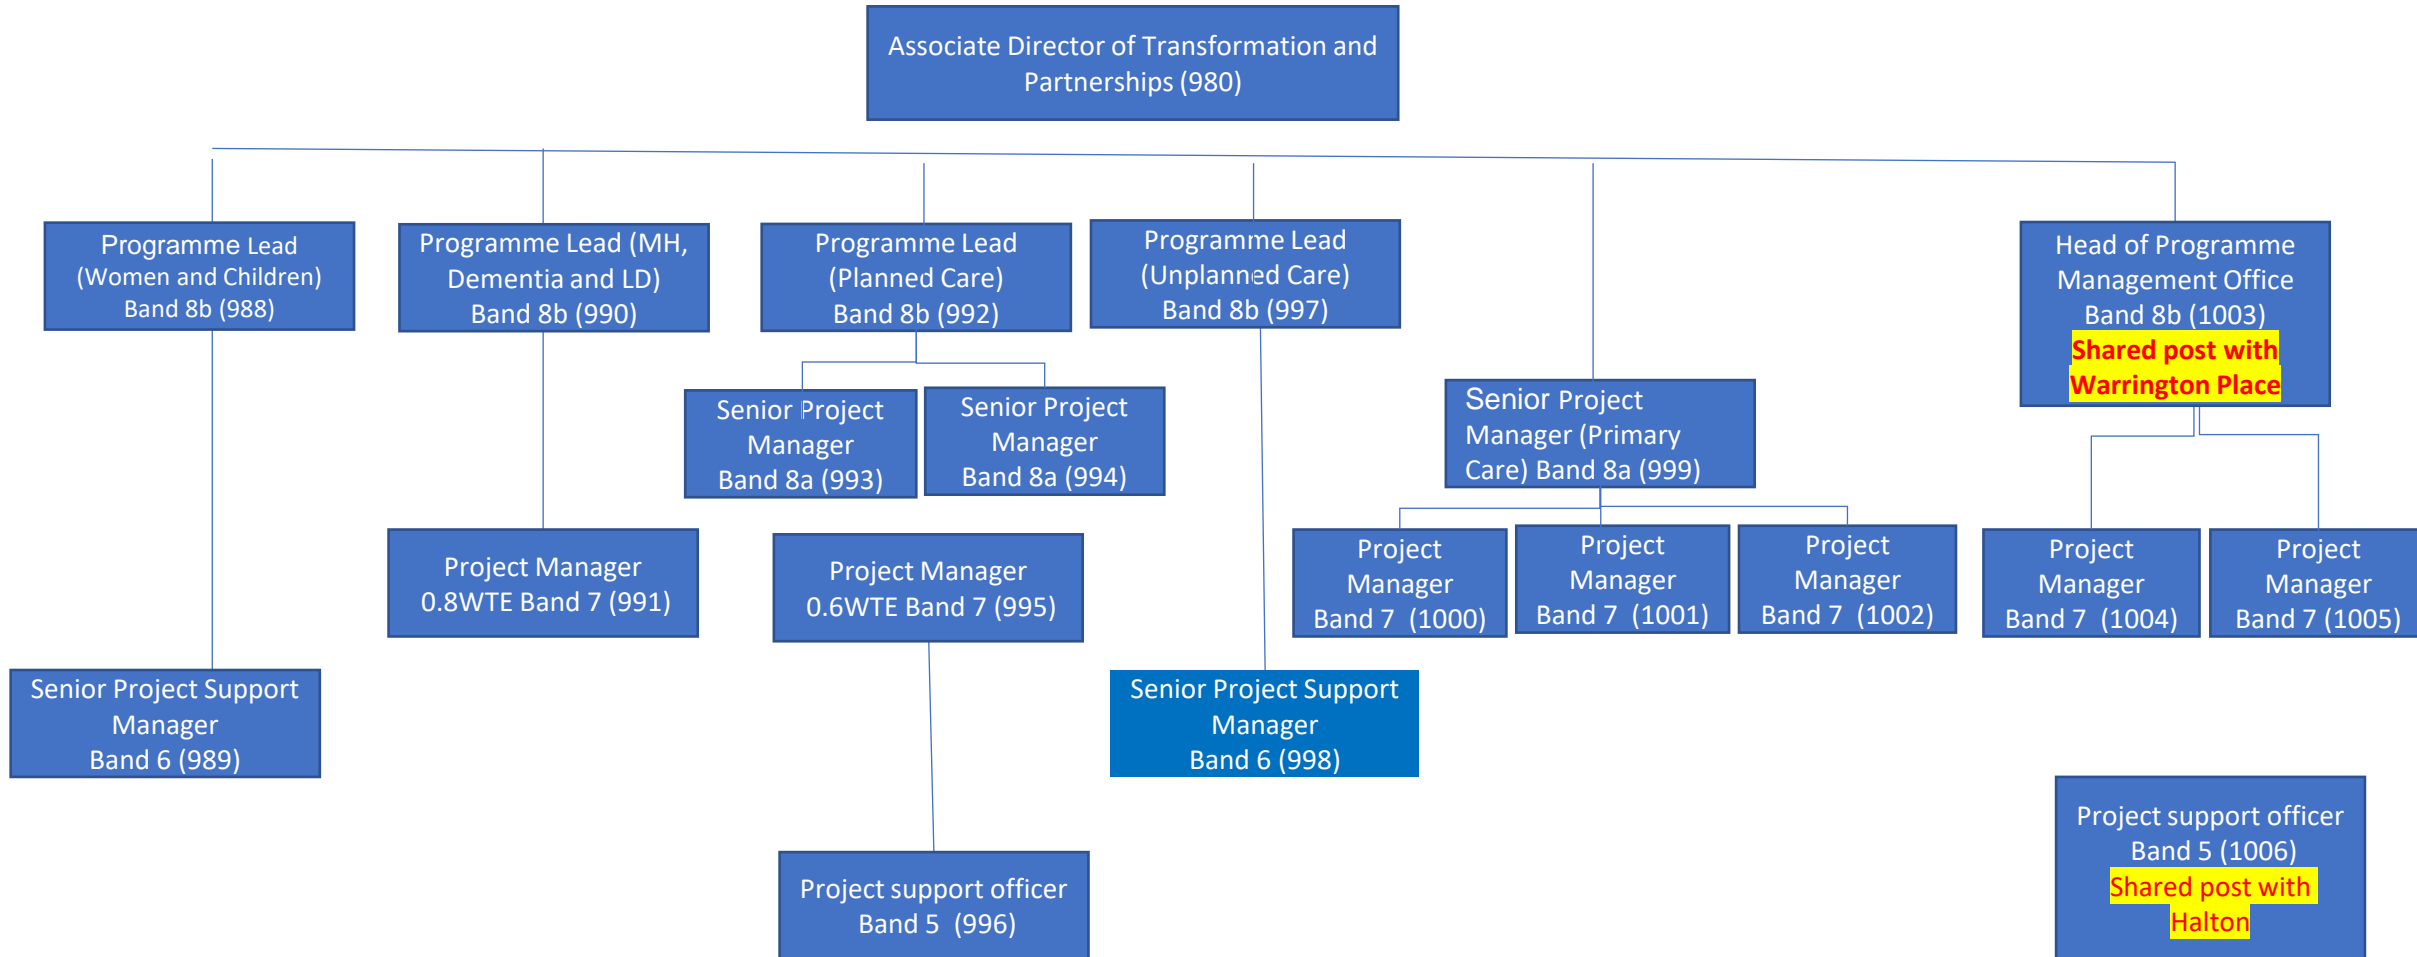 Associate Director of Transformation and
Partnerships (980)
Programme Lead
(Women and Children)
Band 8b (988)
Programme Lead (MH,
Dementia and LD)
Band 8b (990)
Programme Lead
(Planned Care)
Band 8b (992)
Programme Lead
(Unplanned Care)
Band 8b (997)
Head of Programme
Management Office
Band 8b (1003)
Shared post with
Warrington Place
Senior Project
Manager
Band 8a (993)
Senior Project
Manager
Band 8a (994)
Senior Project
Manager (Primary
Care) Band 8a (999)
Project Manager
0.8WTE Band 7 (991)
Project Manager
0.6WTE Band 7 (995)
Project
Manager
Band 7 (1000)
Project
Manager
Band 7 (1001)
Project
Manager
Band 7 (1002)
Project
Manager
Band 7 (1004)
Project
Manager
Band 7 (1005)
Senior Project Support
Manager
Band 6 (989)
Senior Project Support
Manager
Band 6 (998)
Project support officer
Band 5 (996)
Project support officer
Band 5 (1006)
Shared post with
Halton